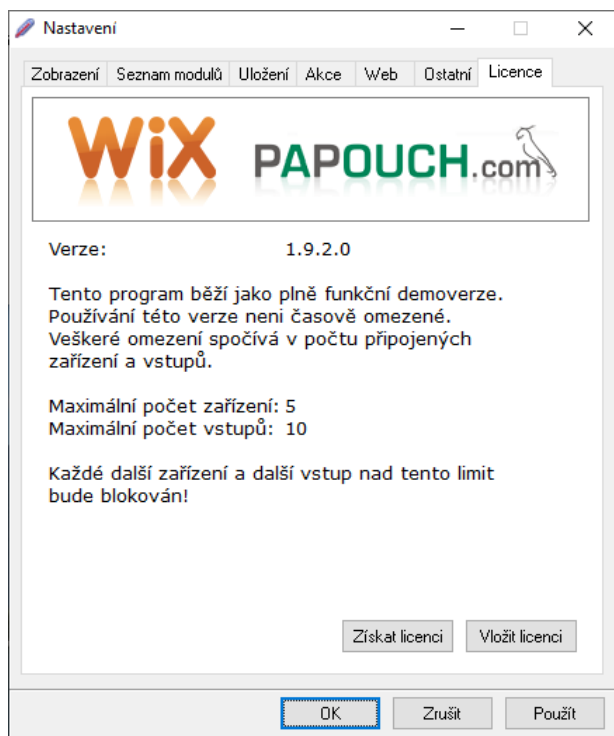 Nastavení
Zobrazení Seznam modulů Uložení Akce Web Ostatní Licence
WiX PAPOUCH.com
Verze: 1.9.2.0
Tento program běží jako plně funkční demoverze.
Používání této verze neni časově omezené.
Veškeré omezení spočívá v počtu připojených
zařízení a vstupů.
Maximální počet zařízení: 5
Maximální počet vstupů: 10
Každé další zařízení a další vstup nad tento limit
bude blokován!
Získat licenci Vložit licenci
OK Zrušit Použít